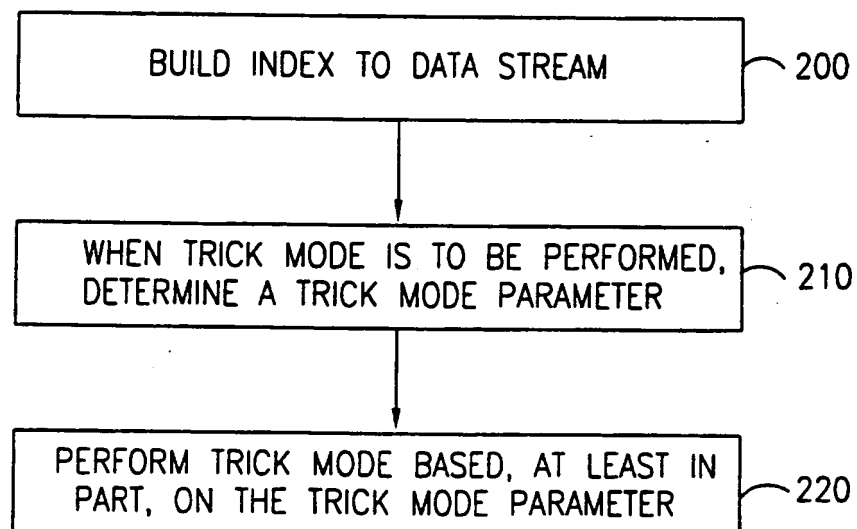 BUILD INDEX TO DATA STREAM
200
WHEN TRICK MODE IS TO BE PERFORMED,
DETERMINE A TRICK MODE PARAMETER
210
PERFORM TRICK MODE BASED, AT LEAST IN
PART, ON THE TRICK MODE PARAMETER
220